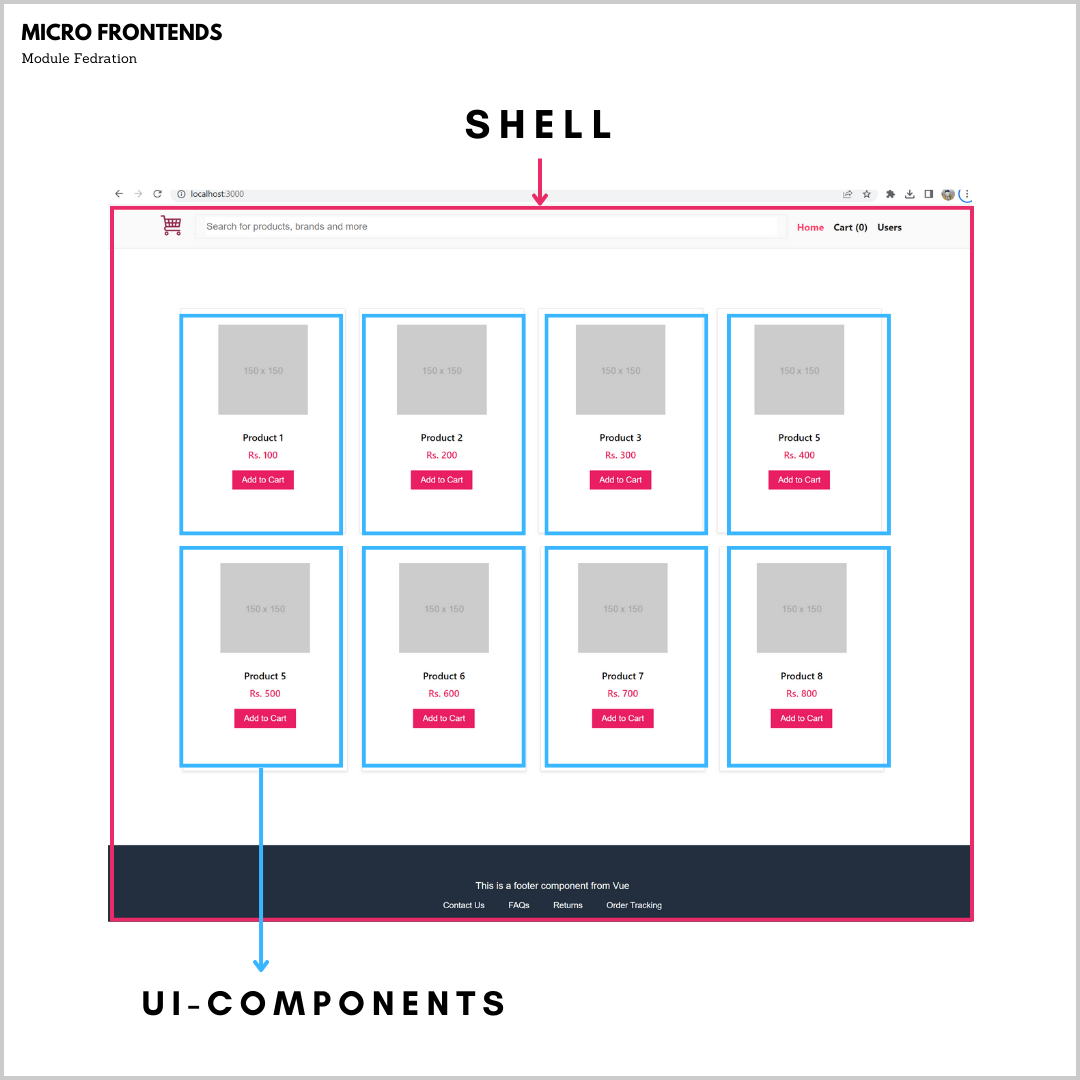 MICRO FRONTENDS
Module Fedration
SHELL
localhost:3000
Search for products, brands and more
Home Cart (0) Users
150 x 150 150 x 150 150 x 150 150 x 150
Product 1 Product 2 Product 3 Product 5
Rs. 100 Rs. 200 Rs. 300 Rs. 400
Add to Cart Add to Cart Add to Cart Add to Cart
150 x 150 150 x 150 150 x 150 150 x 150
Product 5 Product 6 Product 7 Product 8
Rs. 500 Rs. 600 Rs. 700 Rs. 800
Add to Cart Add to Cart Add to Cart Add to Cart
This is a footer component from Vue
Contact Us FAQs Returns Order Tracking
UI-COMPONENTS